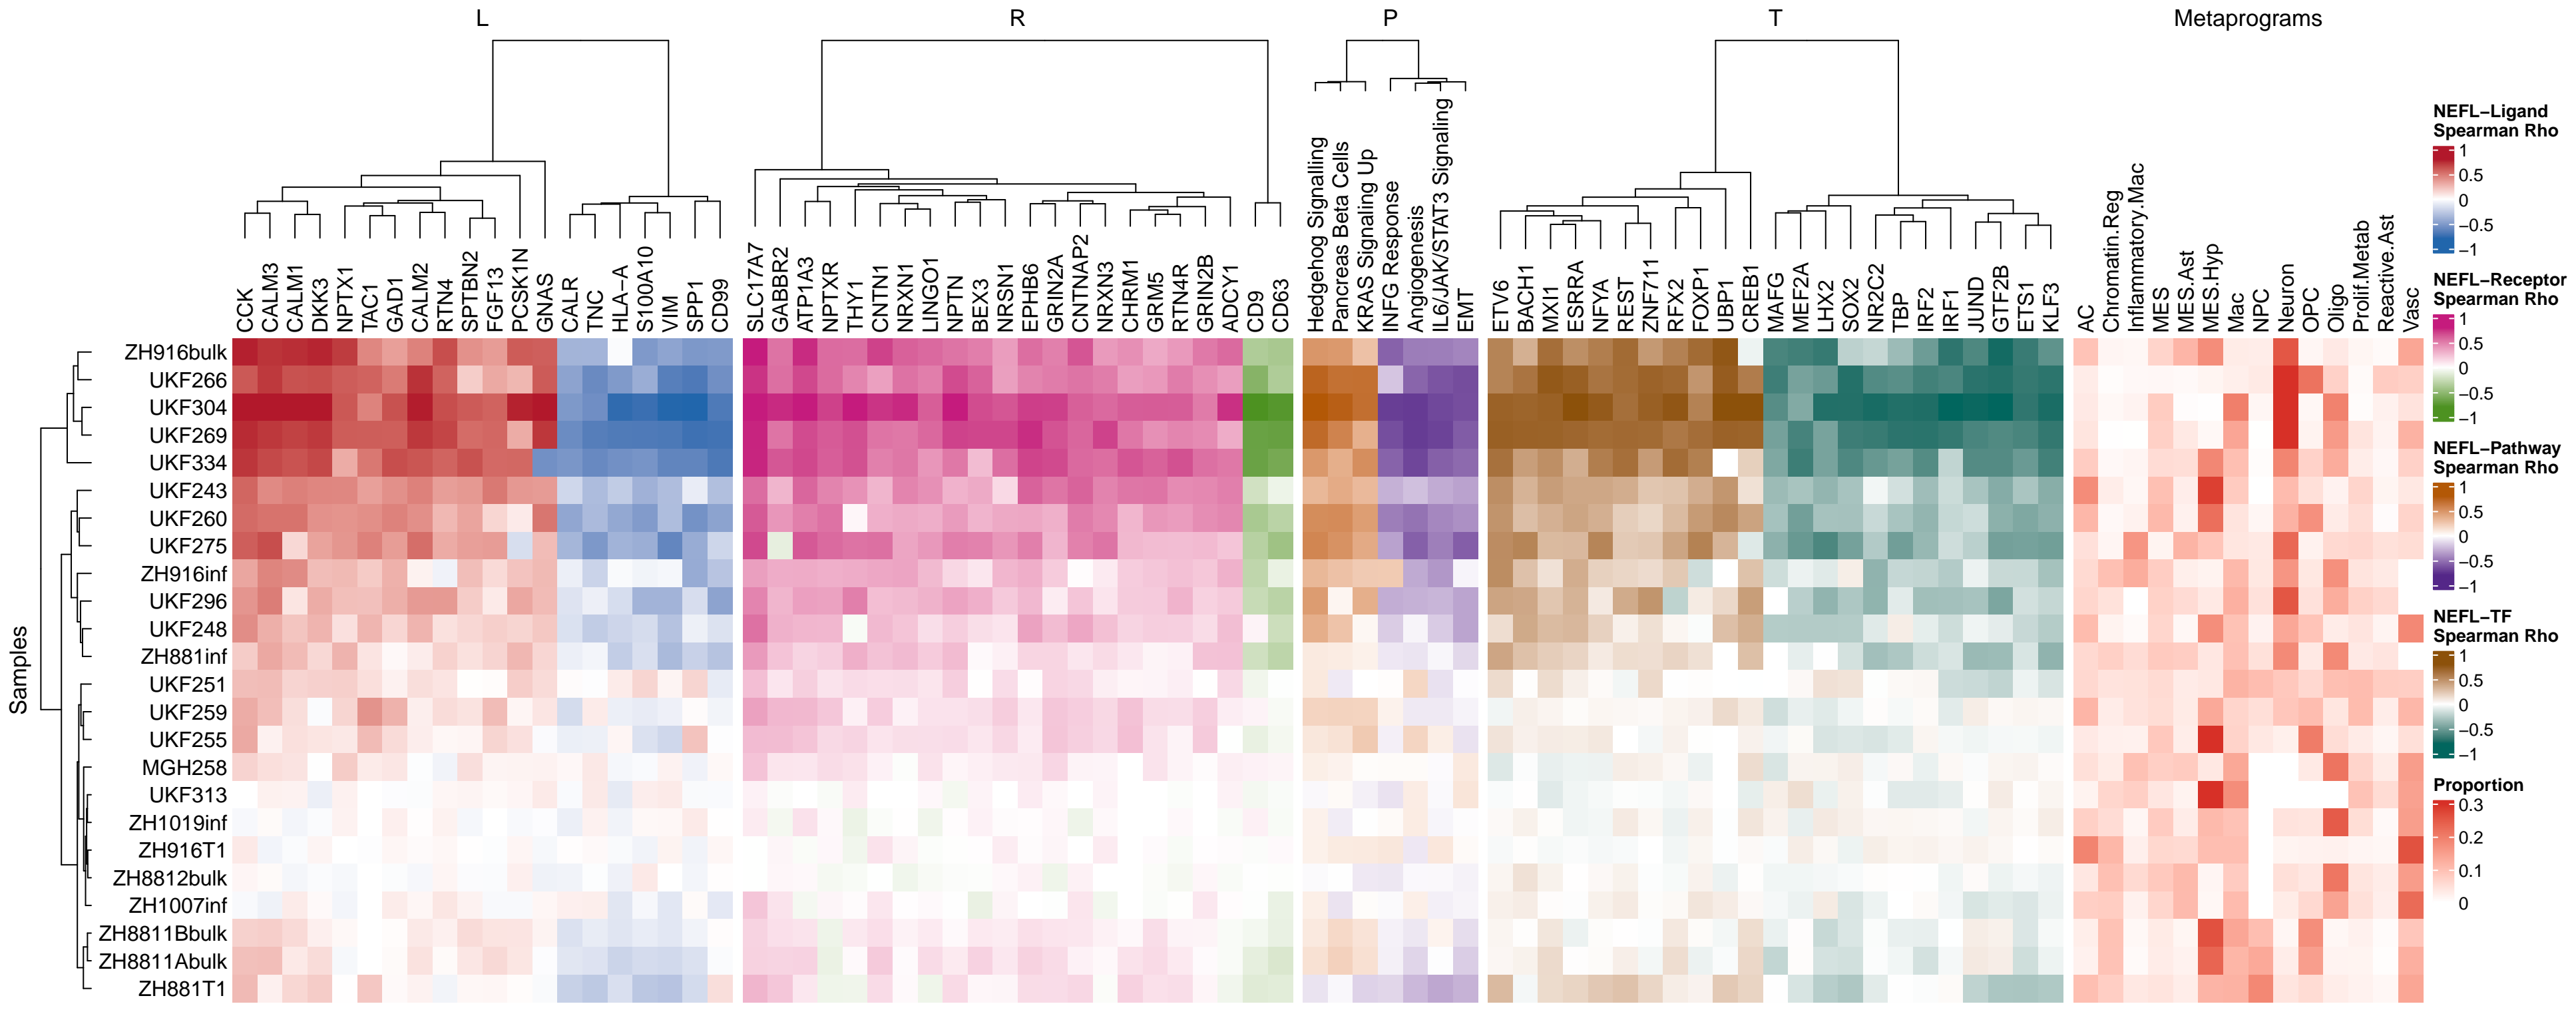 L
R
P
T
Metaprograms
CCK
CALM3
CALM1
DKK3
NPTX1
TAC1
GAD1
CALM2
RTN4
SPTBN2
FGF13
PCSK1N
GNAS
CALR
TNC
HLA−A
S100A10
VIM
SPP1
CD99
SLC17A7
GABBR2
ATP1A3
NPTXR
THY1
CNTN1
NRXN1
LINGO1
NPTN
BEX3
NRSN1
EPHB6
GRIN2A
CNTNAP2
NRXN3
CHRM1
GRM5
RTN4R
GRIN2B
ADCY1
CD9
CD63
Hedgehog Signalling
Pancreas Beta Cells
KRAS Signaling Up
INFG Response
Angiogenesis
IL6/JAK/STAT3 Signaling
EMT
ETV6
BACH1
MXI1
ESRRA
NFYA
REST
ZNF711
RFX2
FOXP1
UBP1
CREB1
MAFG
MEF2A
LHX2
SOX2
NR2C2
TBP
IRF2
IRF1
JUND
GTF2B
ETS1
KLF3
AC
Chromatin.Reg
Inflammatory.Mac
MES
MES.Ast
MES.Hyp
Mac
NPC
Neuron
OPC
Oligo
Prolif.Metab
Reactive.Ast
Vasc
Samples
ZH916bulk
UKF266
UKF304
UKF269
UKF334
UKF243
UKF260
UKF275
ZH916inf
UKF296
UKF248
ZH881inf
UKF251
UKF259
UKF255
MGH258
UKF313
ZH1019inf
ZH916T1
ZH8812bulk
ZH1007inf
ZH8811Bbulk
ZH8811Abulk
ZH881T1
NEFL−Ligand
Spearman Rho
1
0.5
0
−0.5
−1
NEFL−Receptor
Spearman Rho
1
0.5
0
−0.5
−1
NEFL−Pathway
Spearman Rho
1
0.5
0
−0.5
−1
NEFL−TF
Spearman Rho
1
0.5
0
−0.5
−1
Proportion
0.3
0.2
0.1
0